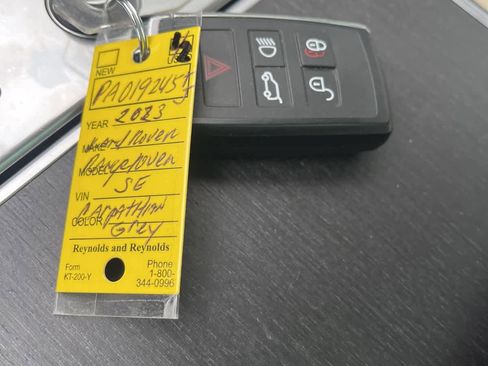 NEW
PA019245
YEAR 2023
MAKE Land Rover
MODEL Range Rover
SE
VIN
COLOR Carpathian
Grey
Reynolds and Reynolds
Form
KT-200-Y
Phone
1-800-
344-0996